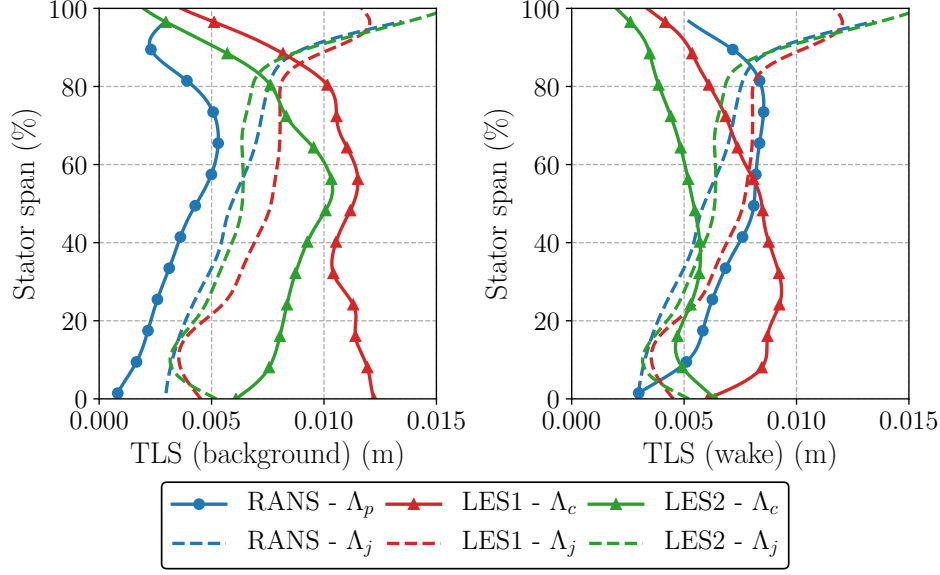 100
80
60
40
20
0
Stator span (%)
0.000 0.005 0.010 0.015
TLS (background) (m)
100
80
60
40
20
0
Stator span (%)
0.000 0.005 0.010 0.015
TLS (wake) (m)
RANS - Λ_p LES1 - Λ_c LES2 - Λ_c
RANS - Λ_j LES1 - Λ_j LES2 - Λ_j